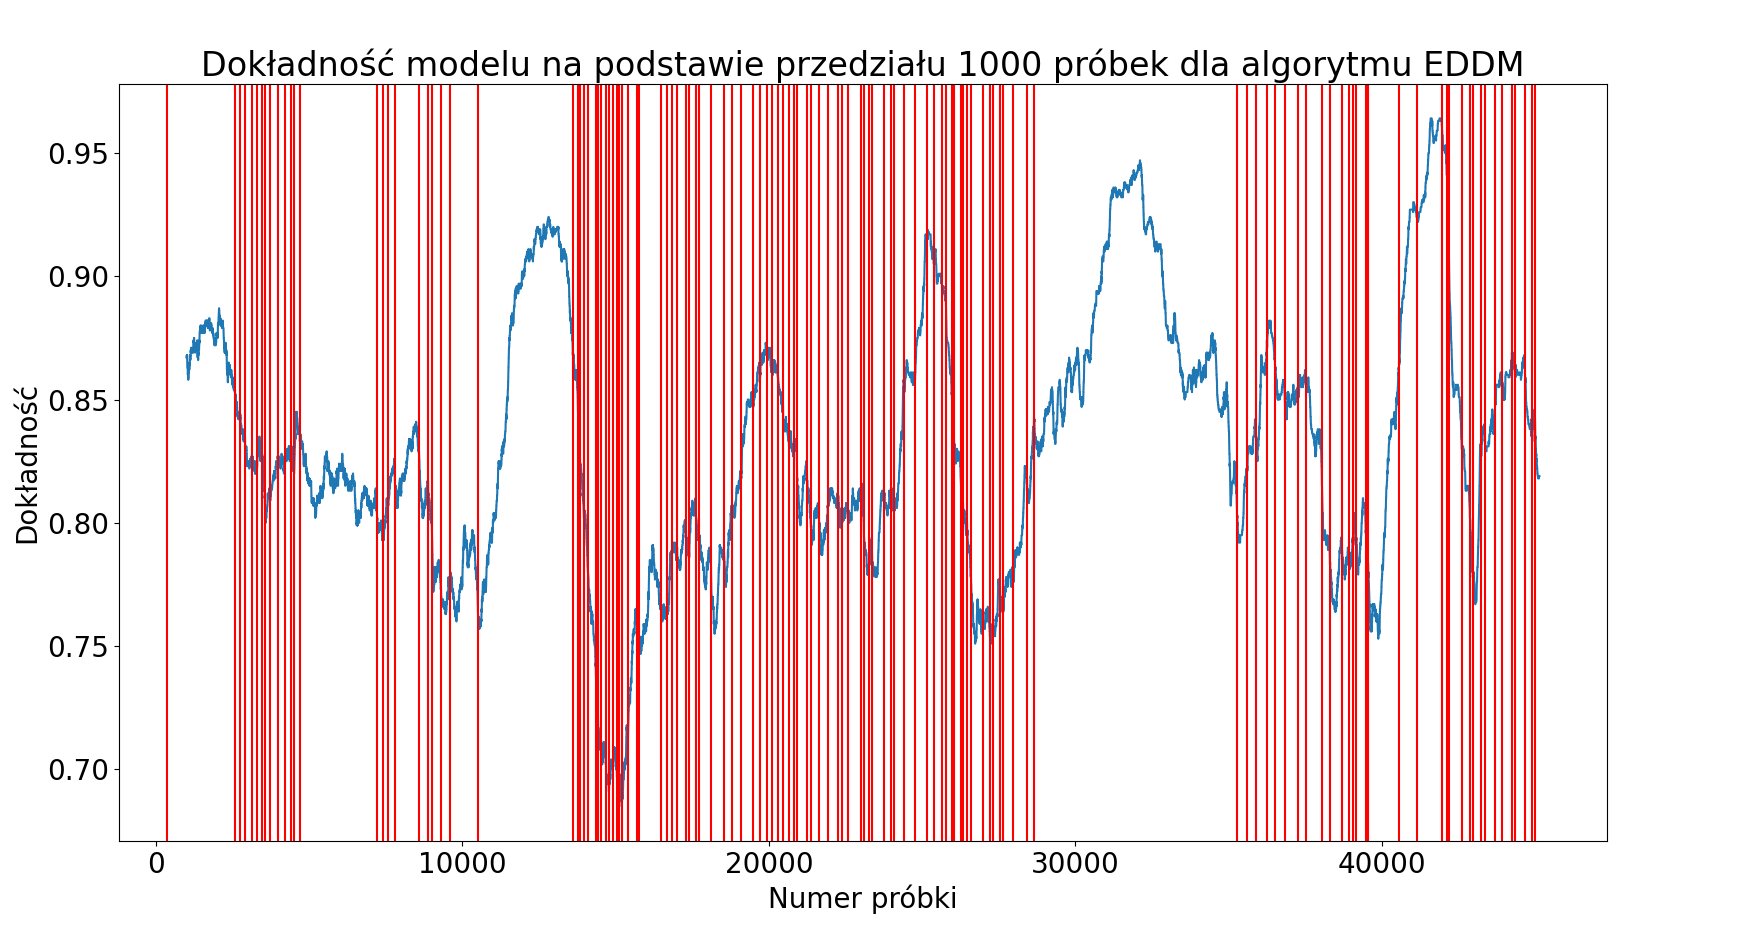 Dokładność modelu na podstawie przedziału 1000 próbek dla algorytmu EDDM
0.95
0.90
0.85
0.80
0.75
0.70
Dokładność
0 10000 20000 30000 40000
Numer próbki